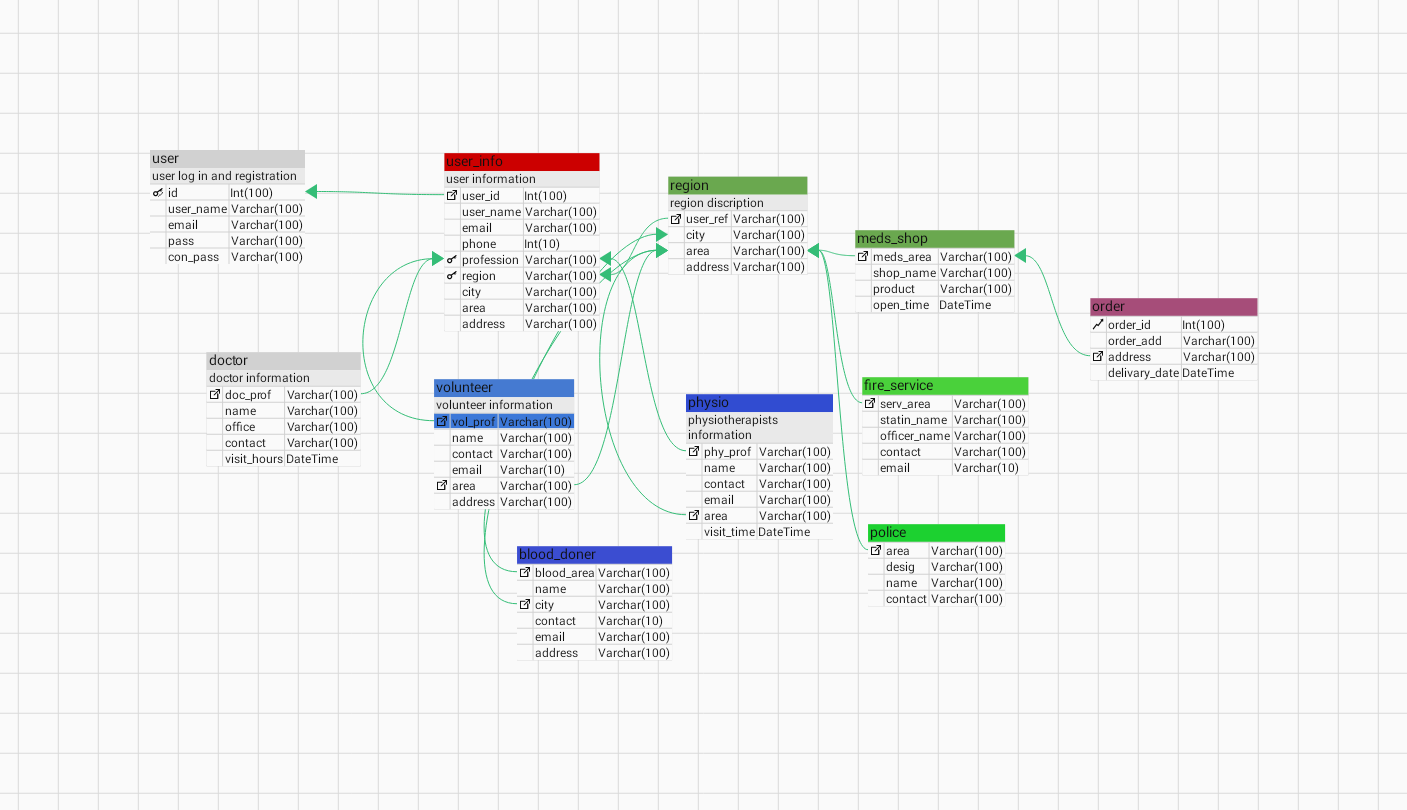 user
user log in and registration
id Int(100)
user_name Varchar(100)
email Varchar(100)
pass Varchar(100)
con_pass Varchar(100)
user_info
user information
user_id Int(100)
user_name Varchar(100)
email Varchar(100)
phone Int(10)
profession Varchar(100)
region Varchar(100)
city Varchar(100)
area Varchar(100)
address Varchar(100)
region
region discription
user_ref Varchar(100)
city Varchar(100)
area Varchar(100)
address Varchar(100)
meds_shop
meds_area Varchar(100)
shop_name Varchar(100)
product Varchar(100)
open_time DateTime
order
order_id Int(100)
order_add Varchar(100)
address Varchar(100)
delivary_date DateTime
doctor
doctor information
doc_prof Varchar(100)
name Varchar(100)
office Varchar(100)
contact Varchar(100)
visit_hours DateTime
volunteer
volunteer information
vol_prof Varchar(100)
name Varchar(100)
contact Varchar(100)
email Varchar(10)
area Varchar(100)
address Varchar(100)
physio
physiotherapists
information
phy_prof Varchar(100)
name Varchar(100)
contact Varchar(100)
email Varchar(100)
area Varchar(100)
visit_time DateTime
fire_service
serv_area Varchar(100)
statin_name Varchar(100)
officer_name Varchar(100)
contact Varchar(100)
email Varchar(10)
blood_doner
blood_area Varchar(100)
name Varchar(100)
city Varchar(100)
contact Varchar(10)
email Varchar(100)
address Varchar(100)
police
area Varchar(100)
desig Varchar(100)
name Varchar(100)
contact Varchar(100)